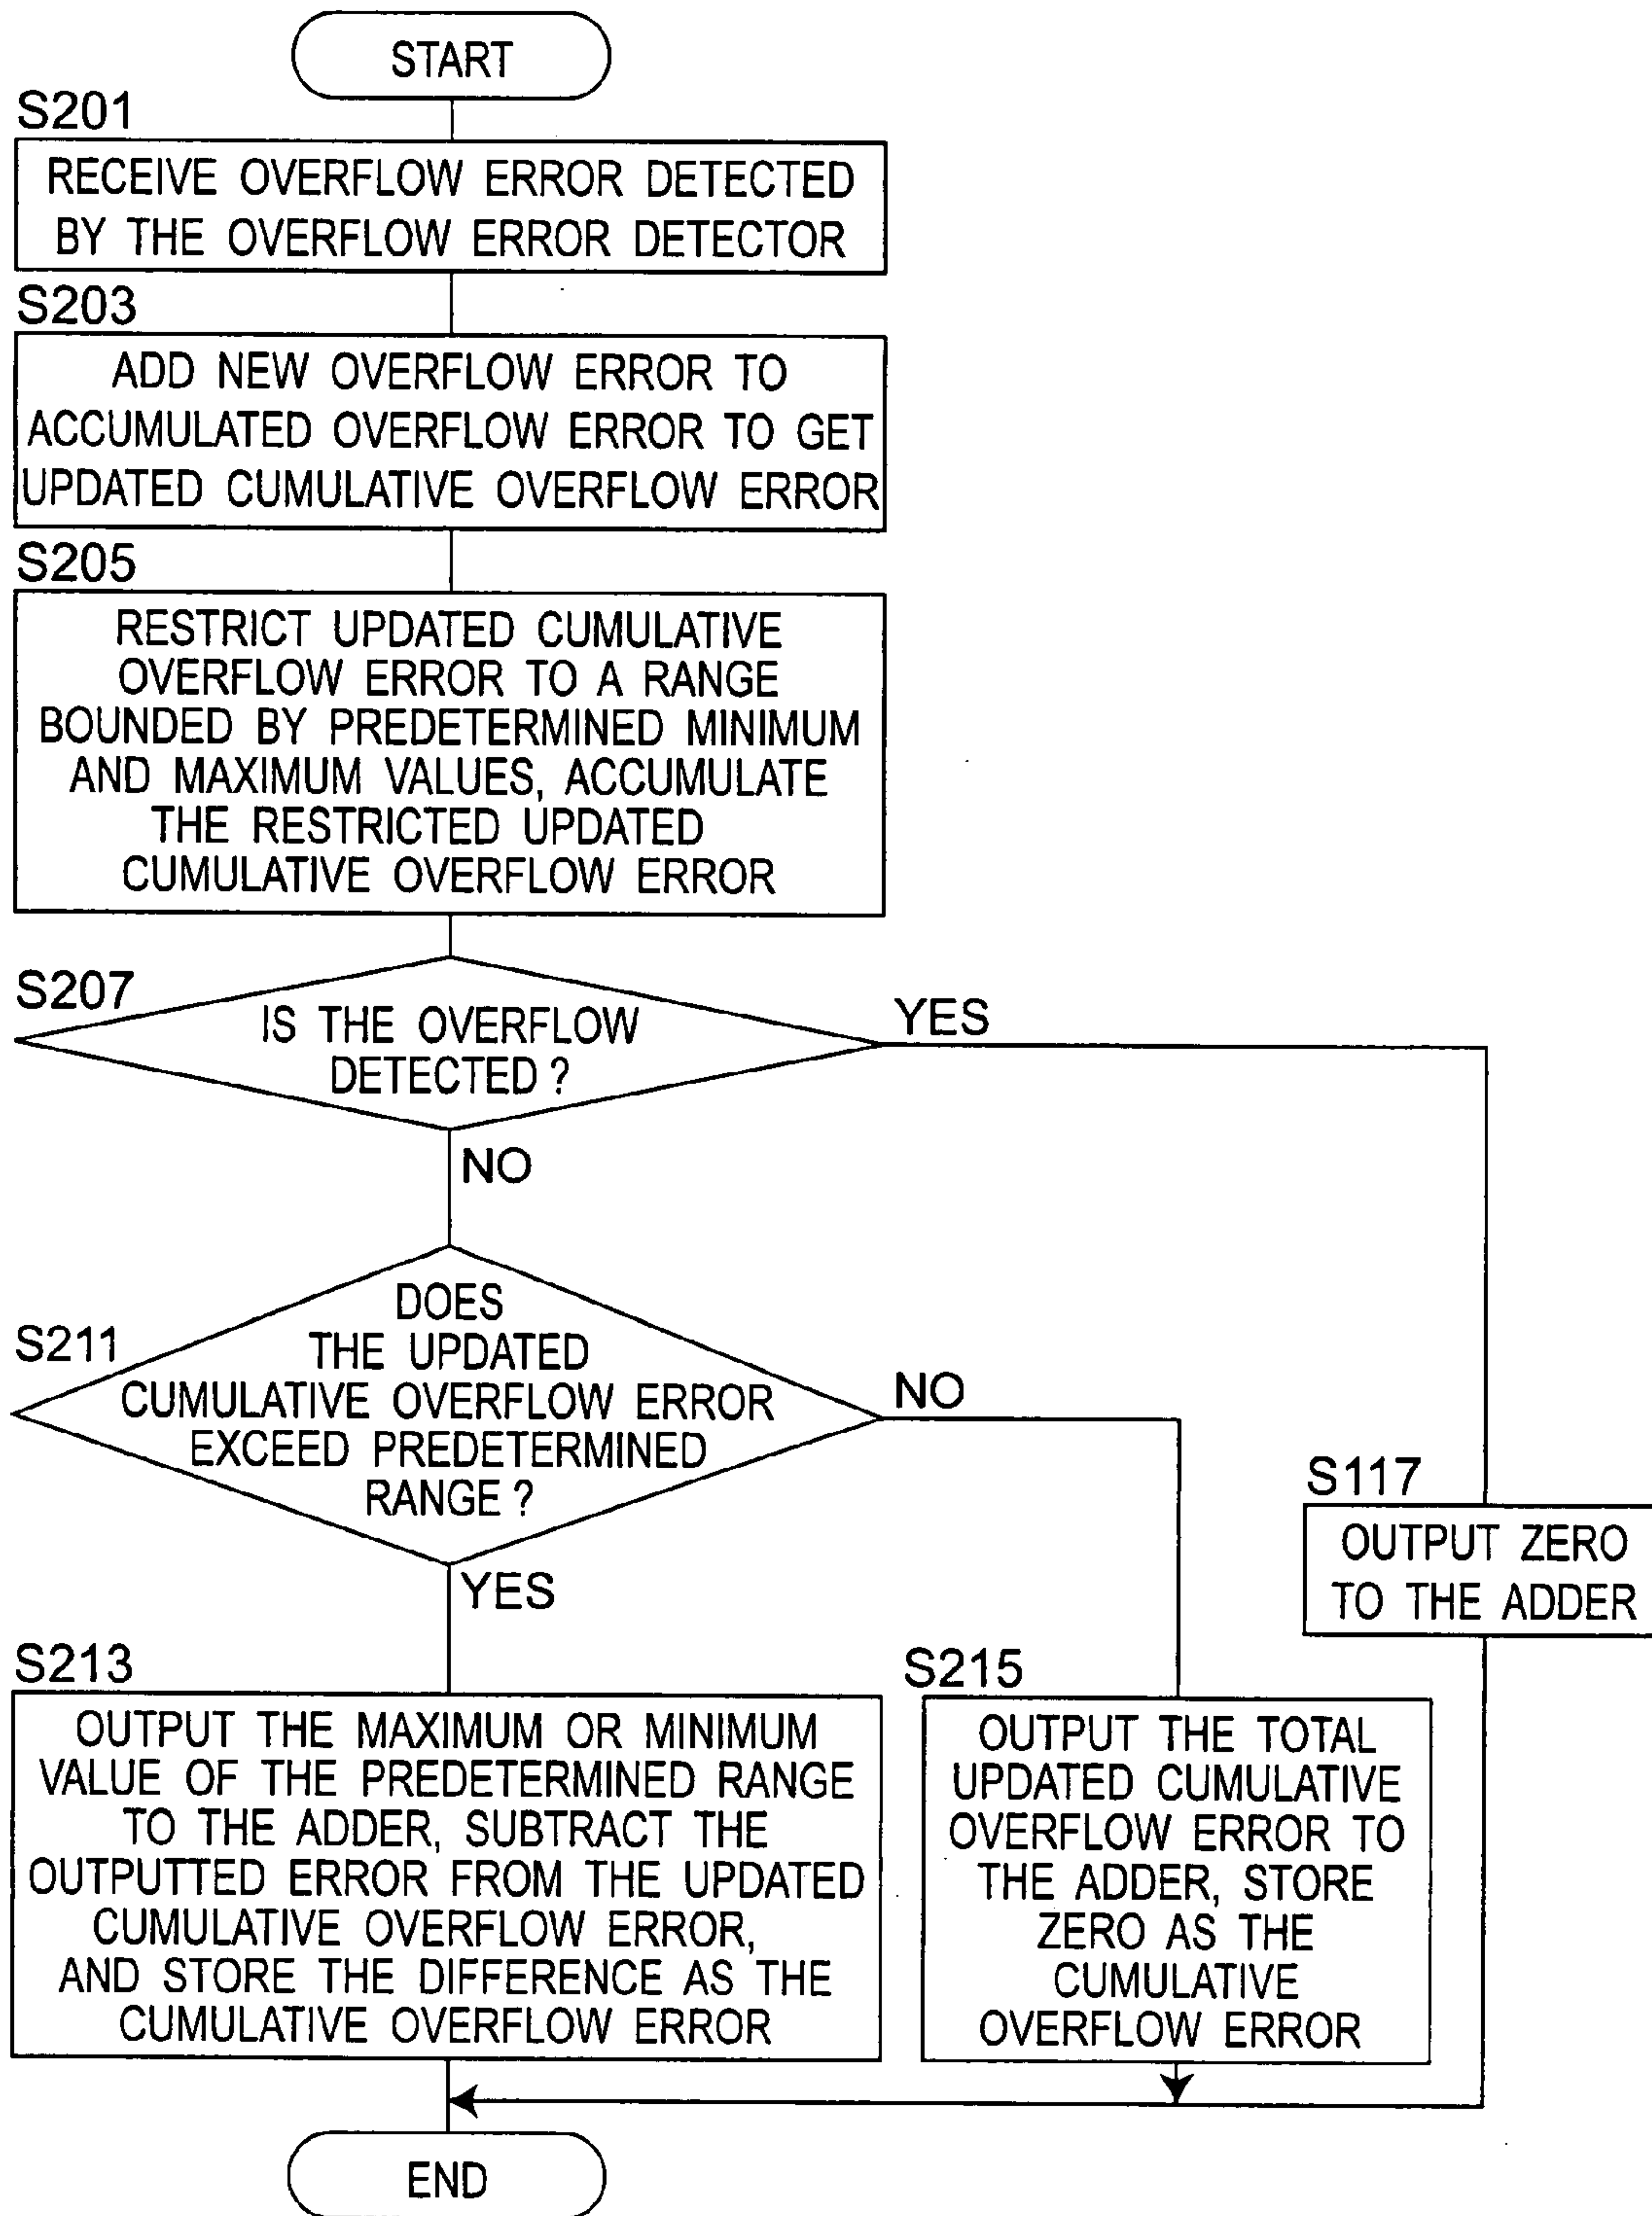 START
S201
RECEIVE OVERFLOW ERROR DETECTED
BY THE OVERFLOW ERROR DETECTOR
S203
ADD NEW OVERFLOW ERROR TO
ACCUMULATED OVERFLOW ERROR TO GET
UPDATED CUMULATIVE OVERFLOW ERROR
S205
RESTRICT UPDATED CUMULATIVE
OVERFLOW ERROR TO A RANGE
BOUNDED BY PREDETERMINED MINIMUM
AND MAXIMUM VALUES, ACCUMULATE
THE RESTRICTED UPDATED
CUMULATIVE OVERFLOW ERROR
S207
IS THE OVERFLOW
DETECTED ?
YES
NO
S211
DOES
THE UPDATED
CUMULATIVE OVERFLOW ERROR
EXCEED PREDETERMINED
RANGE ?
NO
YES
S117
OUTPUT ZERO
TO THE ADDER
S213
OUTPUT THE MAXIMUM OR MINIMUM
VALUE OF THE PREDETERMINED RANGE
TO THE ADDER, SUBTRACT THE
OUTPUTTED ERROR FROM THE UPDATED
CUMULATIVE OVERFLOW ERROR,
AND STORE THE DIFFERENCE AS THE
CUMULATIVE OVERFLOW ERROR
S215
OUTPUT THE TOTAL
UPDATED CUMULATIVE
OVERFLOW ERROR TO
THE ADDER, STORE
ZERO AS THE
CUMULATIVE
OVERFLOW ERROR
END